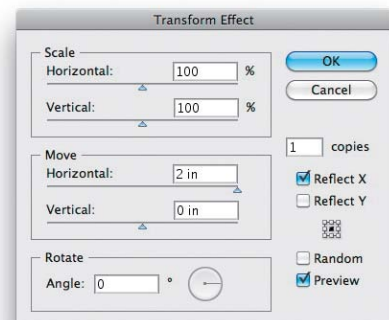 Transform Effect
Scale
Horizontal: 100 %
Vertical: 100 %
Move
Horizontal: 2 in
Vertical: 0 in
Rotate
Angle: 0 °
OK
Cancel
1 copies
Reflect X
Reflect Y
Random
Preview